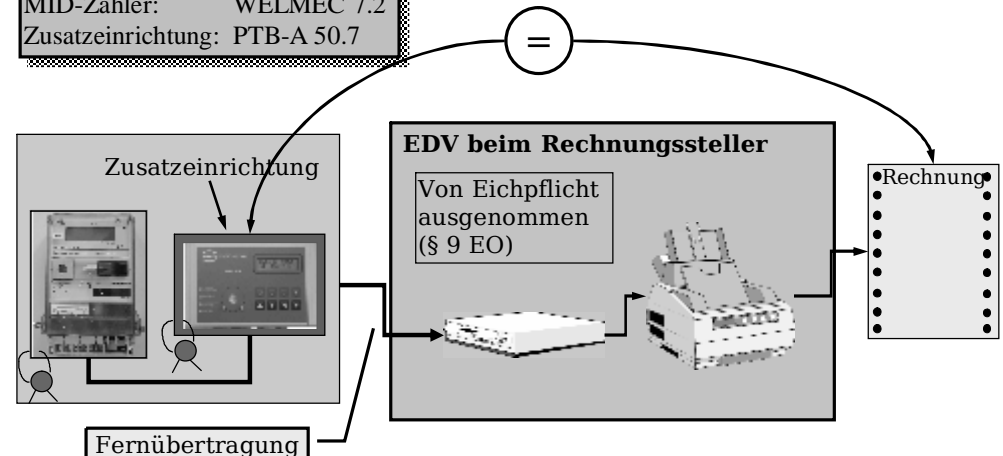 MID-Zähler: WELMEC 7.2
Zusatzeinrichtung: PTB-A 50.7
=
EDV beim Rechnungssteller
Zusatzeinrichtung
Rechnung
Von Eichpflicht
ausgenommen
(§ 9 EO)
Fernübertragung